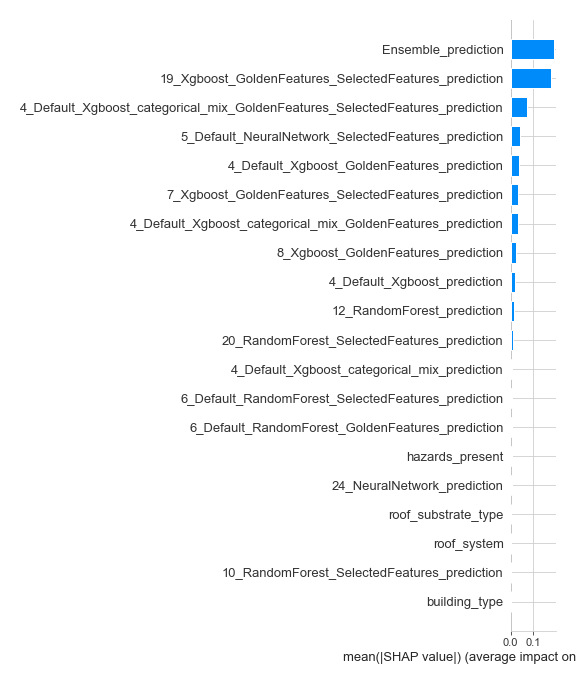 Ensemble_prediction
19_Xgboost_GoldenFeatures_SelectedFeatures_prediction
4_Default_Xgboost_categorical_mix_GoldenFeatures_SelectedFeatures_prediction
5_Default_NeuralNetwork_SelectedFeatures_prediction
4_Default_Xgboost_GoldenFeatures_prediction
7_Xgboost_GoldenFeatures_SelectedFeatures_prediction
4_Default_Xgboost_categorical_mix_GoldenFeatures_prediction
8_Xgboost_GoldenFeatures_prediction
4_Default_Xgboost_prediction
12_RandomForest_prediction
20_RandomForest_SelectedFeatures_prediction
4_Default_Xgboost_categorical_mix_prediction
6_Default_RandomForest_SelectedFeatures_prediction
6_Default_RandomForest_GoldenFeatures_prediction
hazards_present
24_NeuralNetwork_prediction
roof_substrate_type
roof_system
10_RandomForest_SelectedFeatures_prediction
building_type
0.0 0.1
mean(|SHAP value|) (average impact on